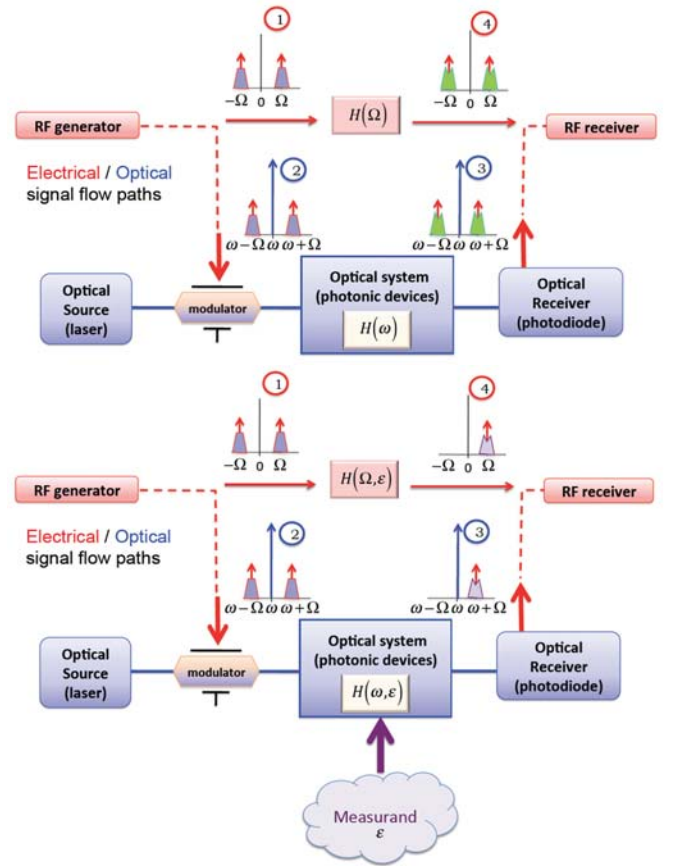 1
4
−Ω 0 Ω
−Ω 0 Ω
RF generator
H(Ω)
RF receiver
Electrical / Optical
signal flow paths
2
3
ω−Ω ω ω+Ω
ω−Ω ω ω+Ω
Optical
Source
(laser)
modulator
Optical system
(photonic devices)
H(ω)
Optical
Receiver
(photodiode)
1
4
−Ω 0 Ω
−Ω 0 Ω
RF generator
H(Ω,ε)
RF receiver
Electrical / Optical
signal flow paths
2
3
ω−Ω ω ω+Ω
ω−Ω ω ω+Ω
Optical
Source
(laser)
modulator
Optical system
(photonic devices)
H(ω,ε)
Optical
Receiver
(photodiode)
Measurand
ε